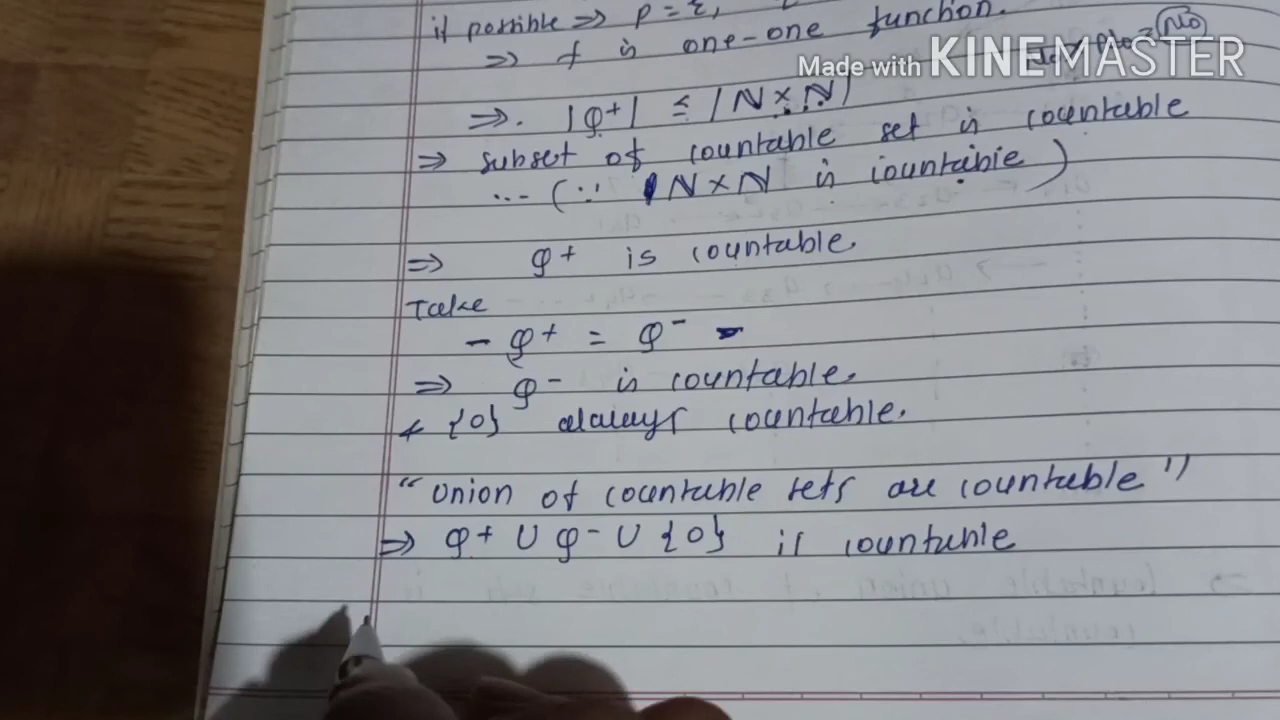 if possible => p = r,
=> f is one-one function.
Made with KINEMASTER
No
=>. |Q+| ≤ |N×N|
=> subset of countable set is countable
... (∵ N×N is countable)
=> Q+ is countable.
Take
- Q+ = Q-
=> Q- is countable.
& {0} always countable.
"Union of countable sets are countable"
=> Q+ U Q- U {0} is countable